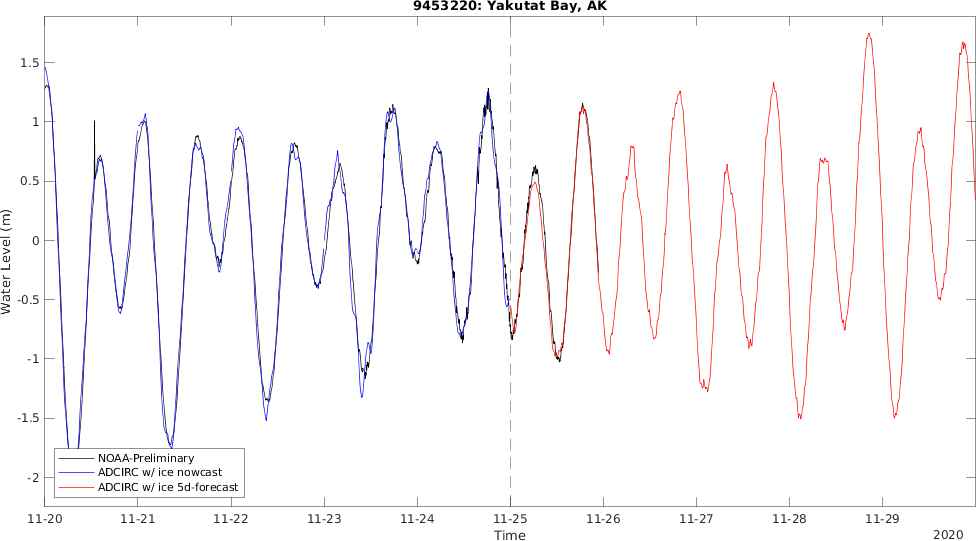 9453220: Yakutat Bay, AK
Water Level (m)
1.5
1
0.5
0
-0.5
-1
-1.5
-2
NOAA-Preliminary
ADCIRC w/ ice nowcast
ADCIRC w/ ice 5d-forecast
11-20 11-21 11-22 11-23 11-24 11-25 11-26 11-27 11-28 11-29
Time
2020